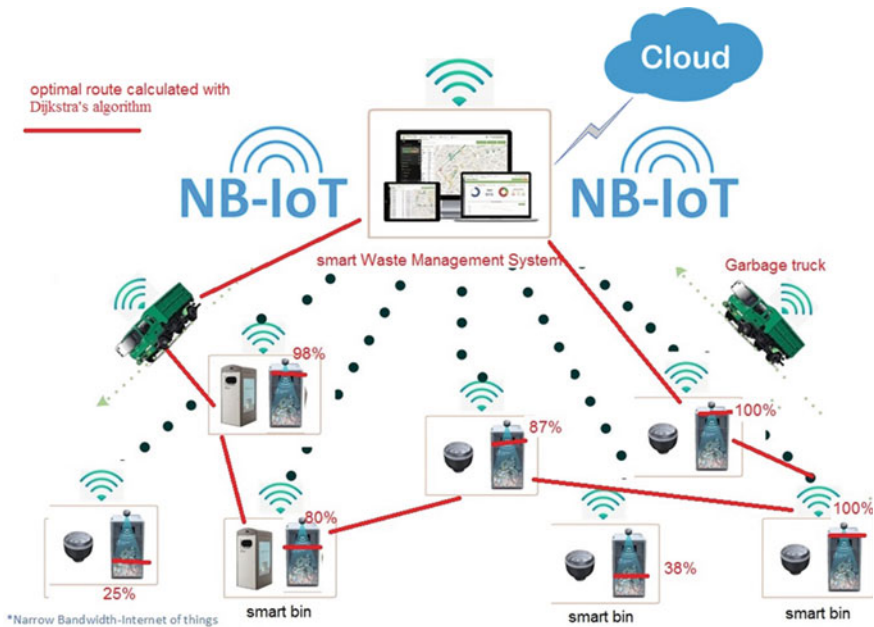 Cloud
optimal route calculated with
Dijkstra's algorithm
NB-IoT
NB-IoT
smart Waste Management System
Garbage truck
98%
87%
100%
80%
100%
25%
38%
smart bin
smart bin
smart bin
*Narrow Bandwidth-Internet of things